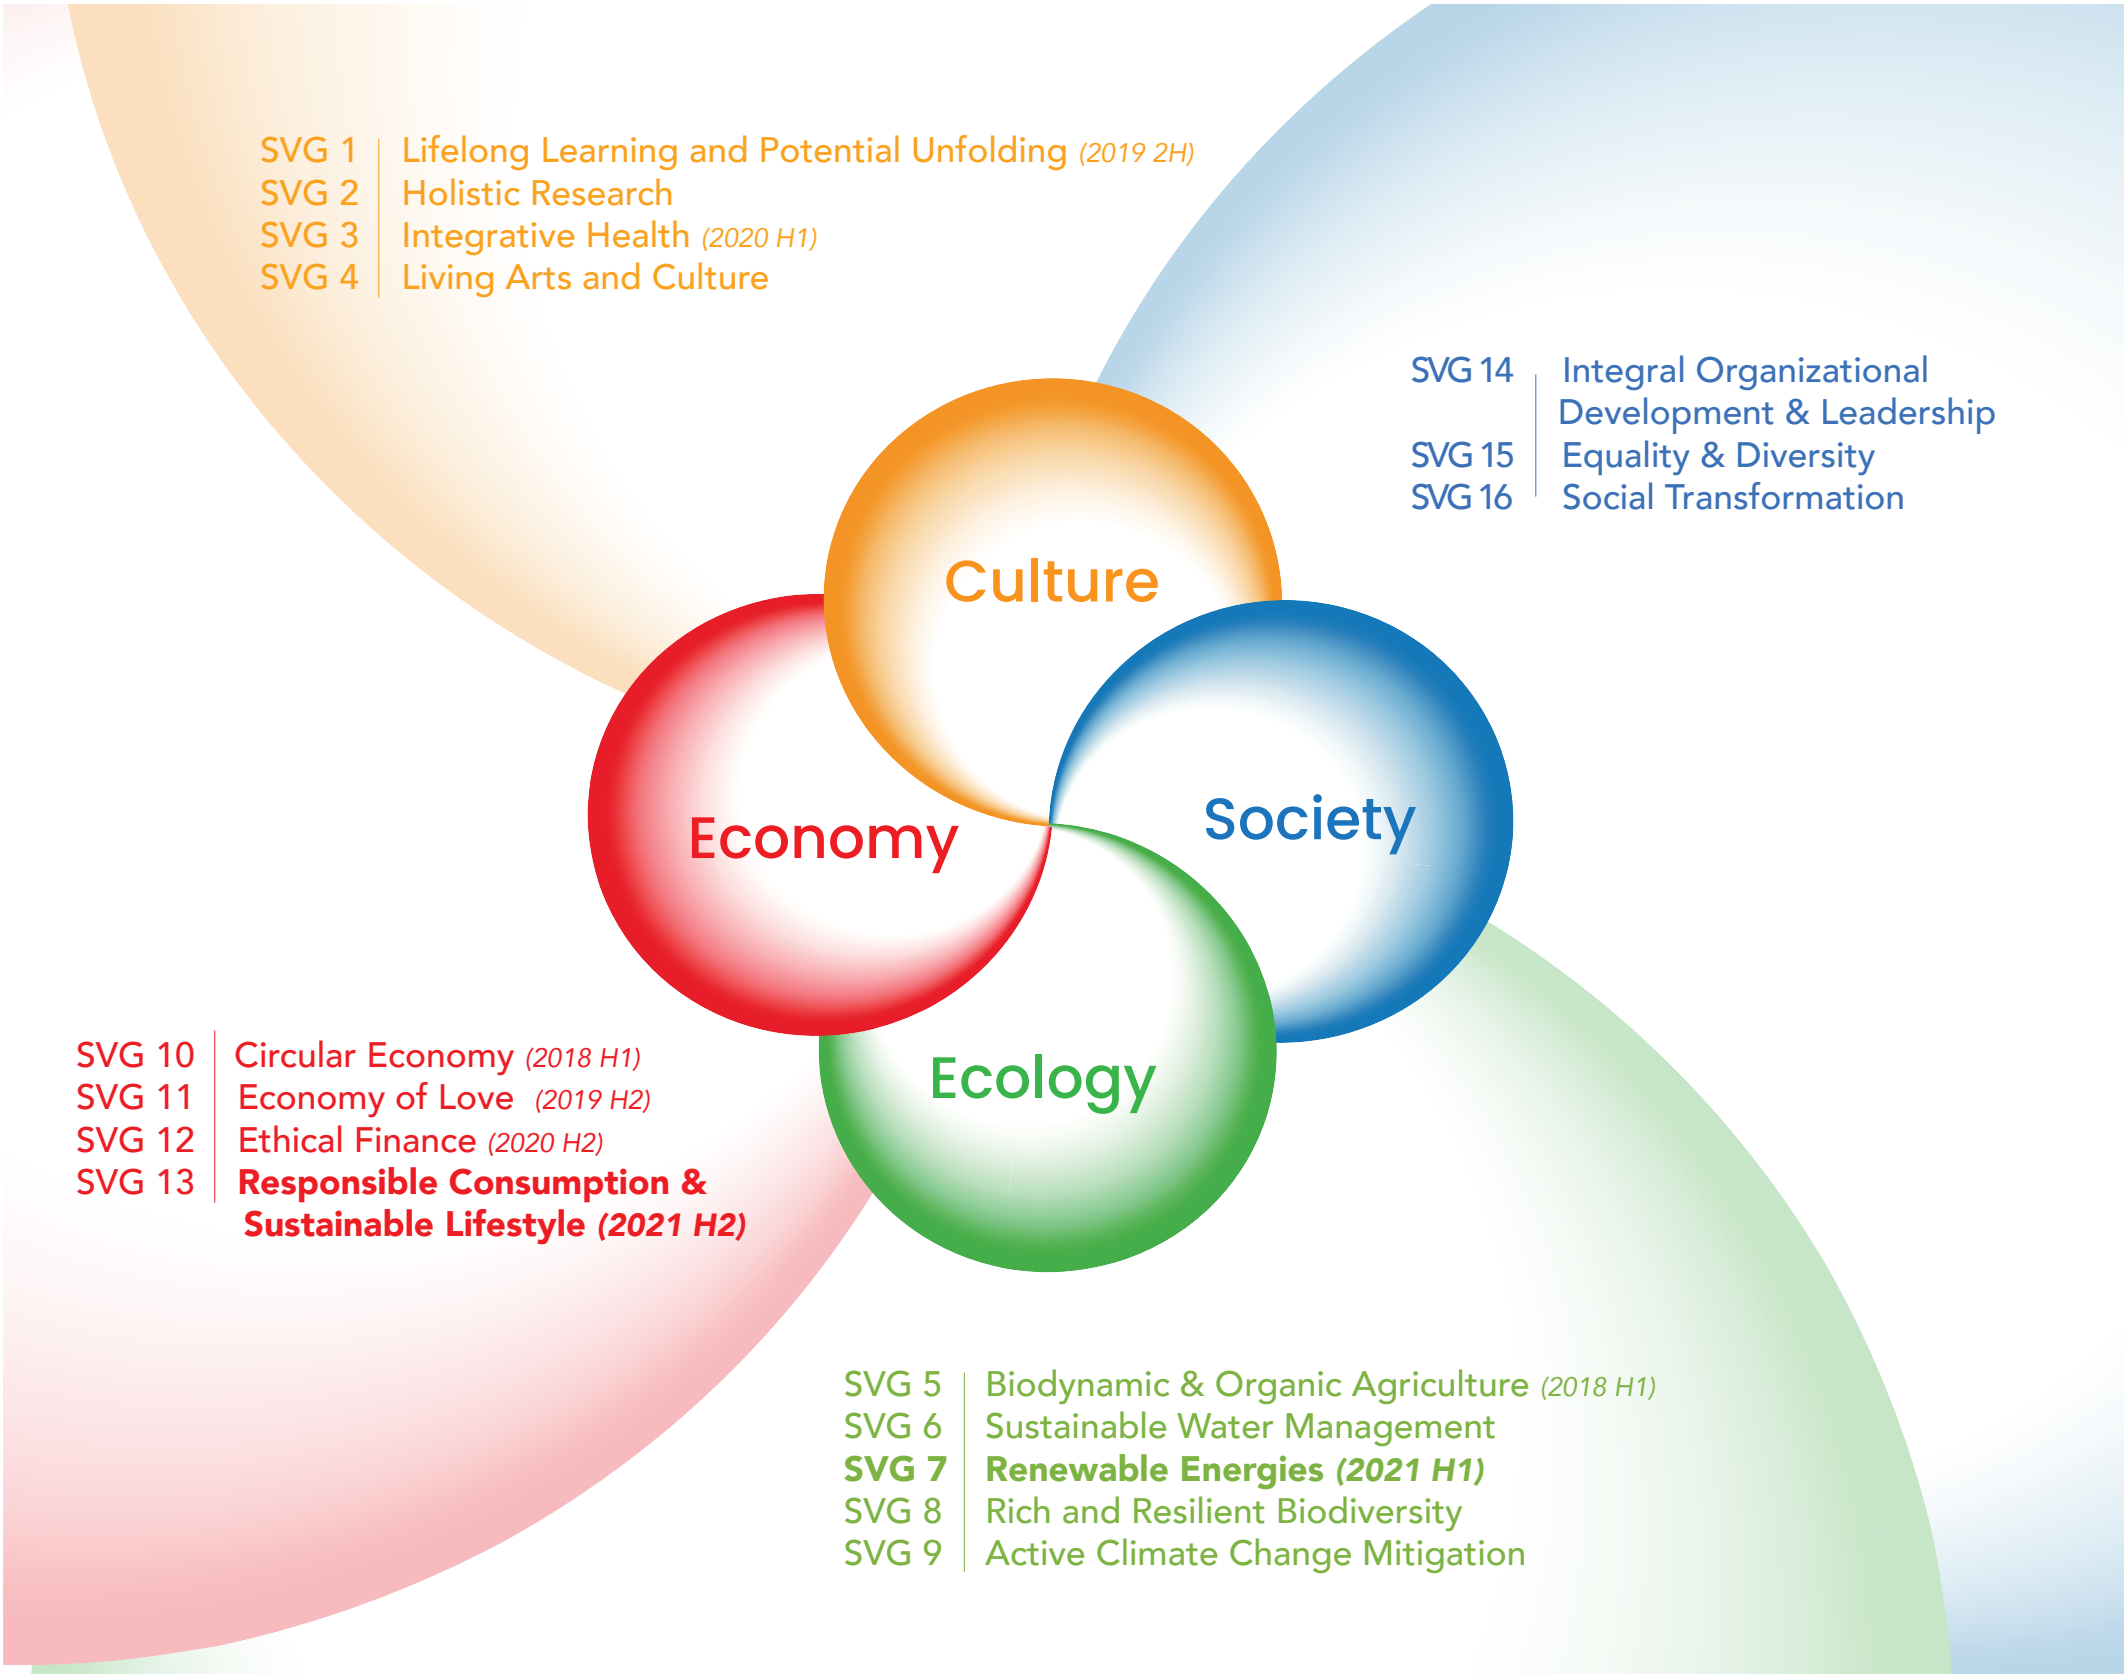 SVG 1 Lifelong Learning and Potential Unfolding (2019 2H)
SVG 2 Holistic Research
SVG 3 Integrative Health (2020 H1)
SVG 4 Living Arts and Culture
SVG 14 Integral Organizational
Development & Leadership
SVG 15 Equality & Diversity
SVG 16 Social Transformation
Culture
Society
Economy
Ecology
SVG 10 Circular Economy (2018 H1)
SVG 11 Economy of Love (2019 H2)
SVG 12 Ethical Finance (2020 H2)
SVG 13 Responsible Consumption &
Sustainable Lifestyle (2021 H2)
SVG 5 Biodynamic & Organic Agriculture (2018 H1)
SVG 6 Sustainable Water Management
SVG 7 Renewable Energies (2021 H1)
SVG 8 Rich and Resilient Biodiversity
SVG 9 Active Climate Change Mitigation